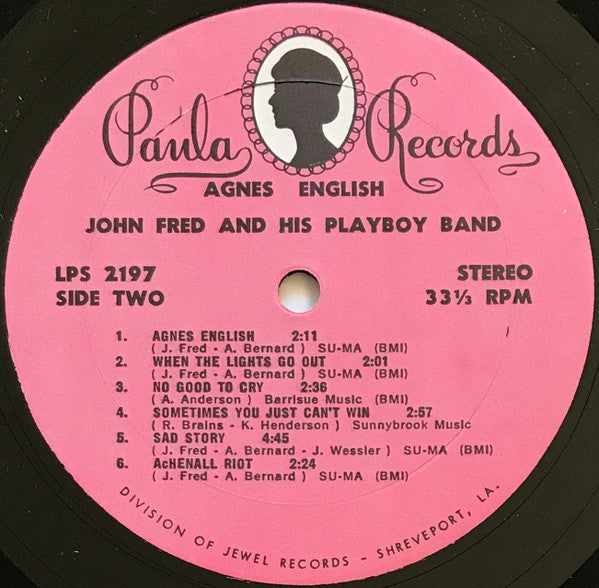 Paula Records
AGNES ENGLISH
JOHN FRED AND HIS PLAYBOY BAND
LPS 2197 STEREO
SIDE TWO 33⅓ RPM
1. AGNES ENGLISH 2:11
( J. Fred - A. Bernard ) SU-MA (BMI)
2. WHEN THE LIGHTS GO OUT 2:01
( J. Fred - A. Bernard ) SU-MA (BMI)
3. NO GOOD TO CRY 2:36
( A. Anderson ) Barrisue Music (BMI)
4. SOMETIMES YOU JUST CAN'T WIN 2:57
( R. Brains - K. Henderson ) Sunnybrook Music
5. SAD STORY 4:45
( J. Fred - A. Bernard - J. Wessler ) SU-MA (BMI)
6. AcHENALL RIOT 2:24
( J. Fred - A. Bernard ) SU-MA (BMI)
DIVISION OF JEWEL RECORDS - SHREVEPORT, LA.